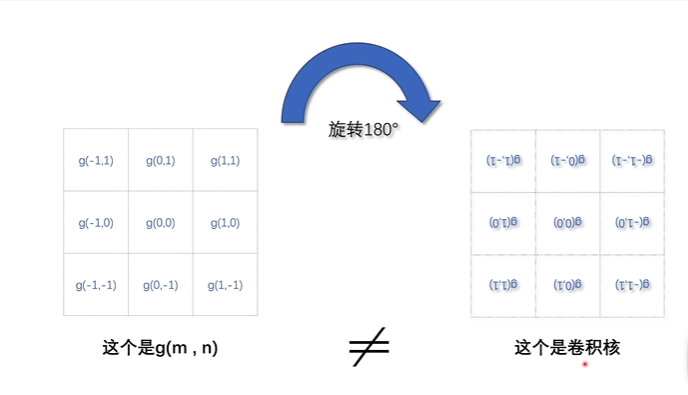 旋转180°
g(-1,1) g(0,1) g(1,1)
g(-1,0) g(0,0) g(1,0)
g(-1,-1) g(0,-1) g(1,-1)
这个是g(m , n)
≠
g(1,-1) g(0,-1) g(-1,-1)
g(1,0) g(0,0) g(-1,0)
g(1,1) g(0,1) g(-1,1)
这个是卷积核